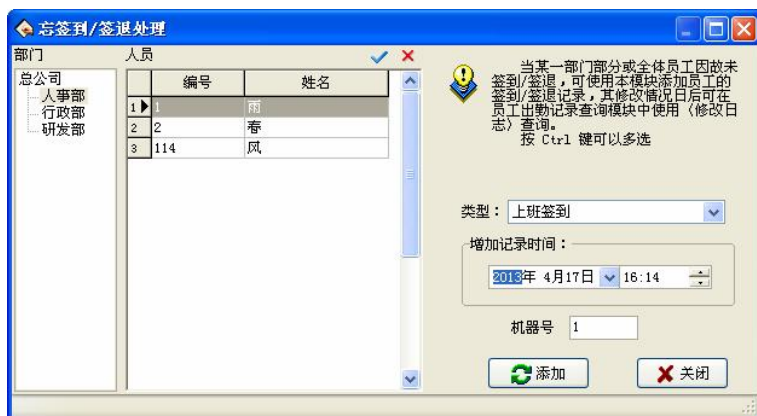 忘签到/签退处理
部门
人员
总公司
人事部
行政部
研发部
编号 姓名
1 1 雨
2 2 春
3 114 风
当某一部门部分或全体员工因故未
签到/签退，可使用本模块添加员工的
签到/签退记录，其修改情况日后可在
员工出勤记录查询模块中使用（修改日
志）查询。
按 Ctrl 键可以多选
类型： 上班签到
增加记录时间：
2013年 4月17日 16:14
机器号 1
添加 关闭